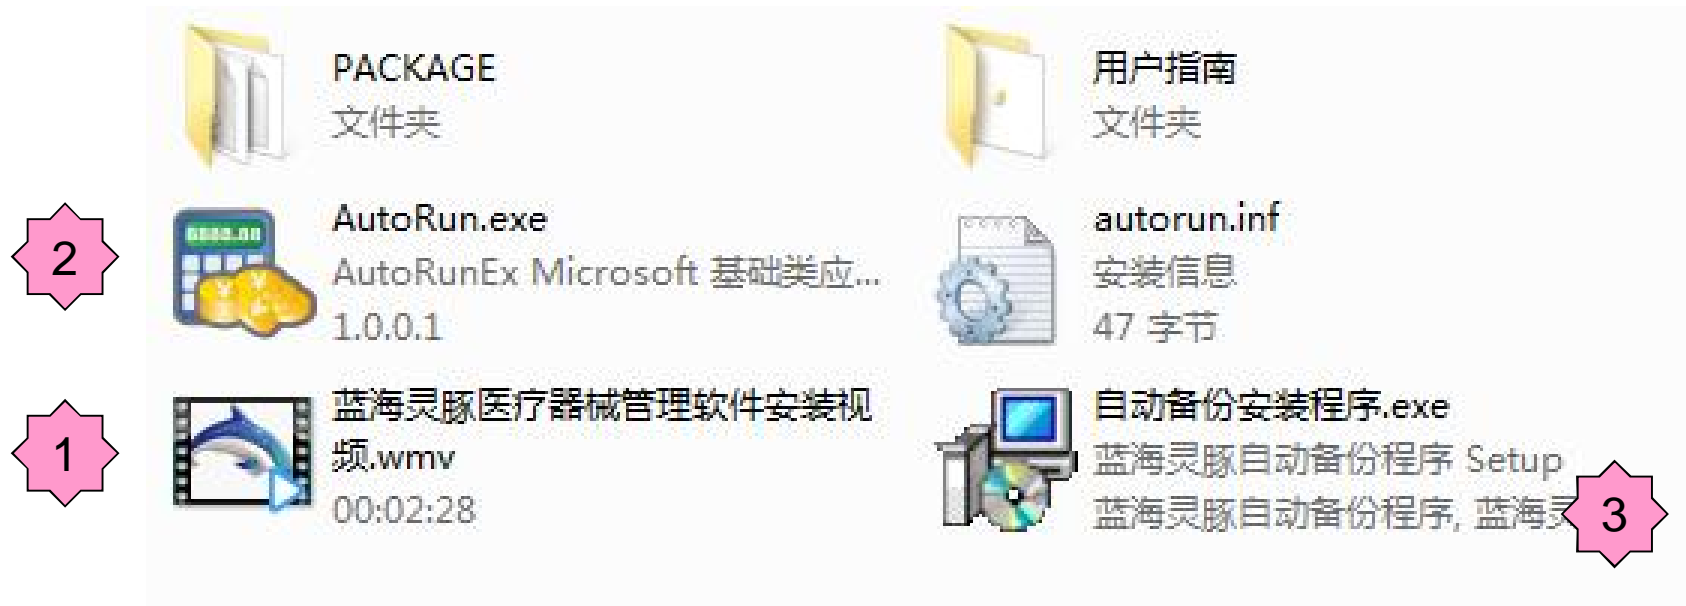 PACKAGE
文件夹
用户指南
文件夹
2
AutoRun.exe
AutoRunEx Microsoft 基础类应...
1.0.0.1
autorun.inf
安装信息
47 字节
1
蓝海灵豚医疗器械管理软件安装视
频.wmv
00:02:28
自动备份安装程序.exe
蓝海灵豚自动备份程序 Setup
蓝海灵豚自动备份程序, 蓝海
3